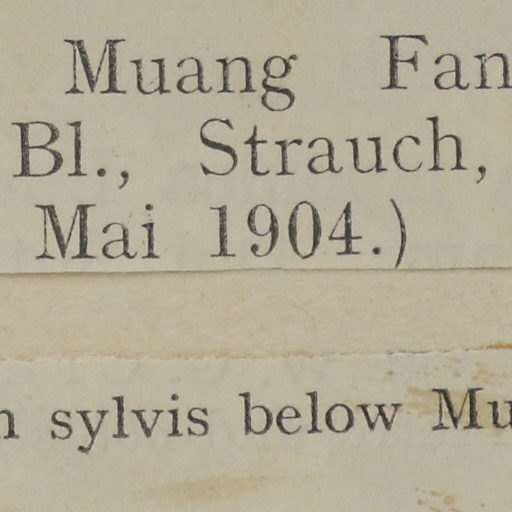 Muang Fan
Bl., Strauch,
Mai 1904.)
n sylvis below Mu